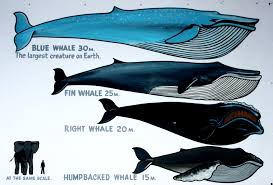 BLUE WHALE 30M.
The largest creature on Earth.
FIN WHALE 25M.
RIGHT WHALE 20M.
AT THE SAME SCALE.
HUMPBACKED WHALE 15M.